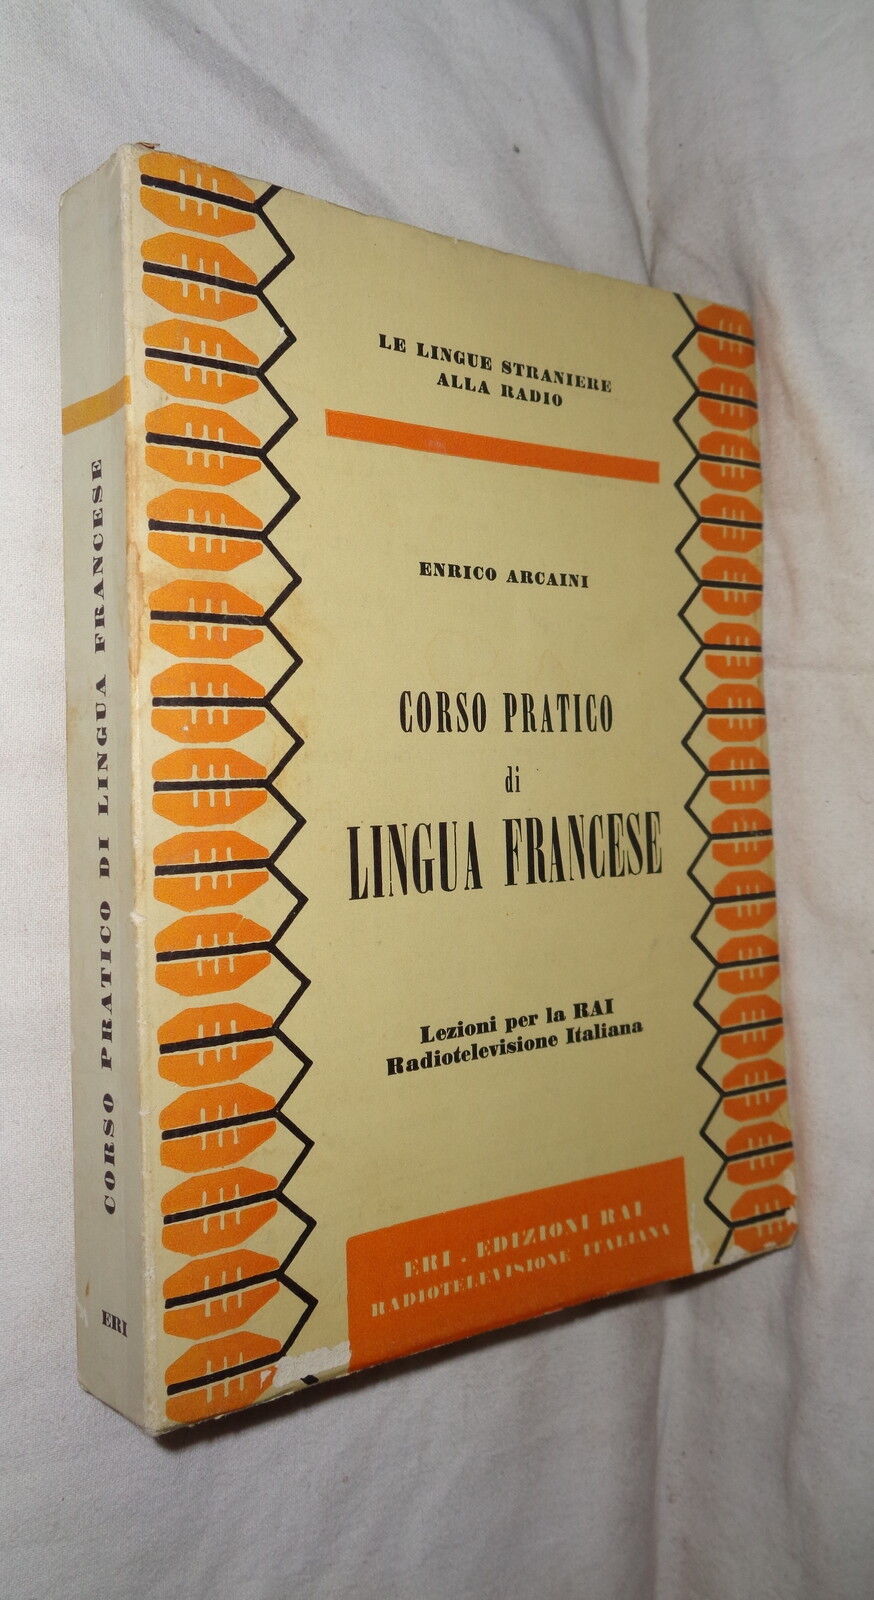 LE LINGUE STRANIERE
ALLA RADIO
ENRICO ARCAINI
CORSO PRATICO
di
LINGUA FRANCESE
Lezioni per la RAI
Radiotelevisione Italiana
ERI . EDIZIONI RAI
RADIOTELEVISIONE ITALIANA
CORSO PRATICO DI LINGUA FRANCESE
ERI